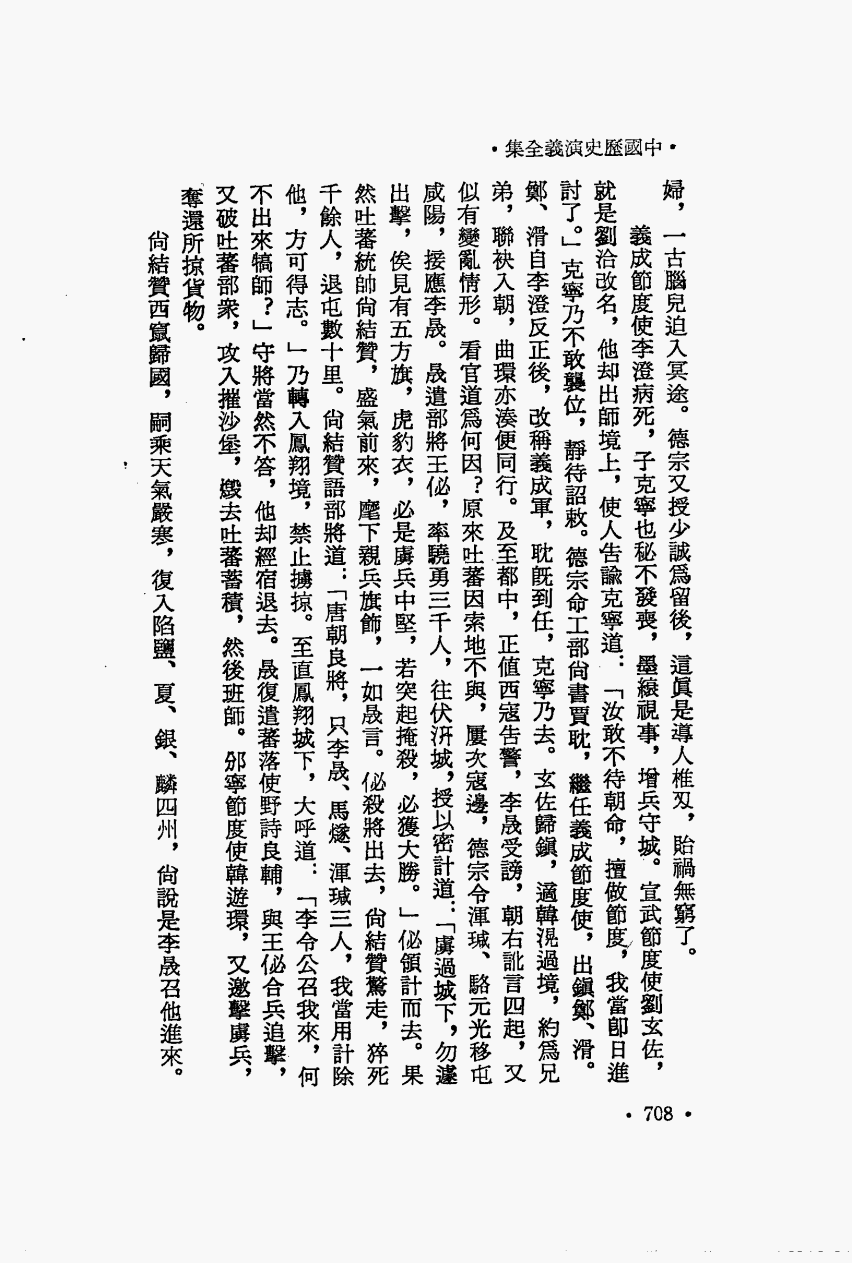 •中國歷史演義全集•
婦，一古腦兒迫入冥途。德宗又授少誠爲留後，這眞是導人椎刄，貽禍無窮了。
義成節度使李澄病死，子克寧也秘不發喪，墨縗視事，增兵守城。宣武節度使劉玄佐，
就是劉洽改名，他却出師境上，使人告諭克寧道：「汝敢不待朝命，擅做節度，我當卽日進
討了。」克寧乃不敢襲位，靜待詔敕。德宗命工部尙書賈耽，繼任義成節度使，出鎭鄭、滑。
鄭、滑自李澄反正後，改稱義成軍，耽旣到任，克寧乃去。玄佐歸鎭，適韓滉過境，約爲兄
弟，聯袂入朝，曲環亦湊便同行。及至都中，正值西寇告警，李晟受謗，朝右訛言四起，又
似有變亂情形。看官道爲何因？原來吐蕃因索地不與，屢次寇邊，德宗令渾瑊、駱元光移屯
咸陽，接應李晟。晟遣部將王佖，率驍勇三千人，往伏汧城，授以密計道：「虜過城下，勿遽
出擊，俟見有五方旗，虎豹衣，必是虜兵中堅，若突起掩殺，必獲大勝。」佖領計而去。果
然吐蕃統帥尙結贊，盛氣前來，麾下親兵旗飾，一如晟言。佖殺將出去，尙結贊驚走，猝死
千餘人，退屯數十里。尙結贊語部將道：「唐朝良將，只李晟、馬燧、渾瑊三人，我當用計除
他，方可得志。」乃轉入鳳翔境，禁止擄掠。至直鳳翔城下，大呼道：「李令公召我來，何
不出來犒師？」守將當然不答，他却經宿退去。晟復遣蕃落使野詩良輔，與王佖合兵追擊，
又破吐蕃部衆，攻入摧沙堡，燬去吐蕃蓄積，然後班師。邠寧節度使韓遊環，又邀擊虜兵，
奪還所掠貨物。
尙結贊西竄歸國，嗣乘天氣嚴寒，復入陷鹽、夏、銀、麟四州，尙說是李晟召他進來。
•708•